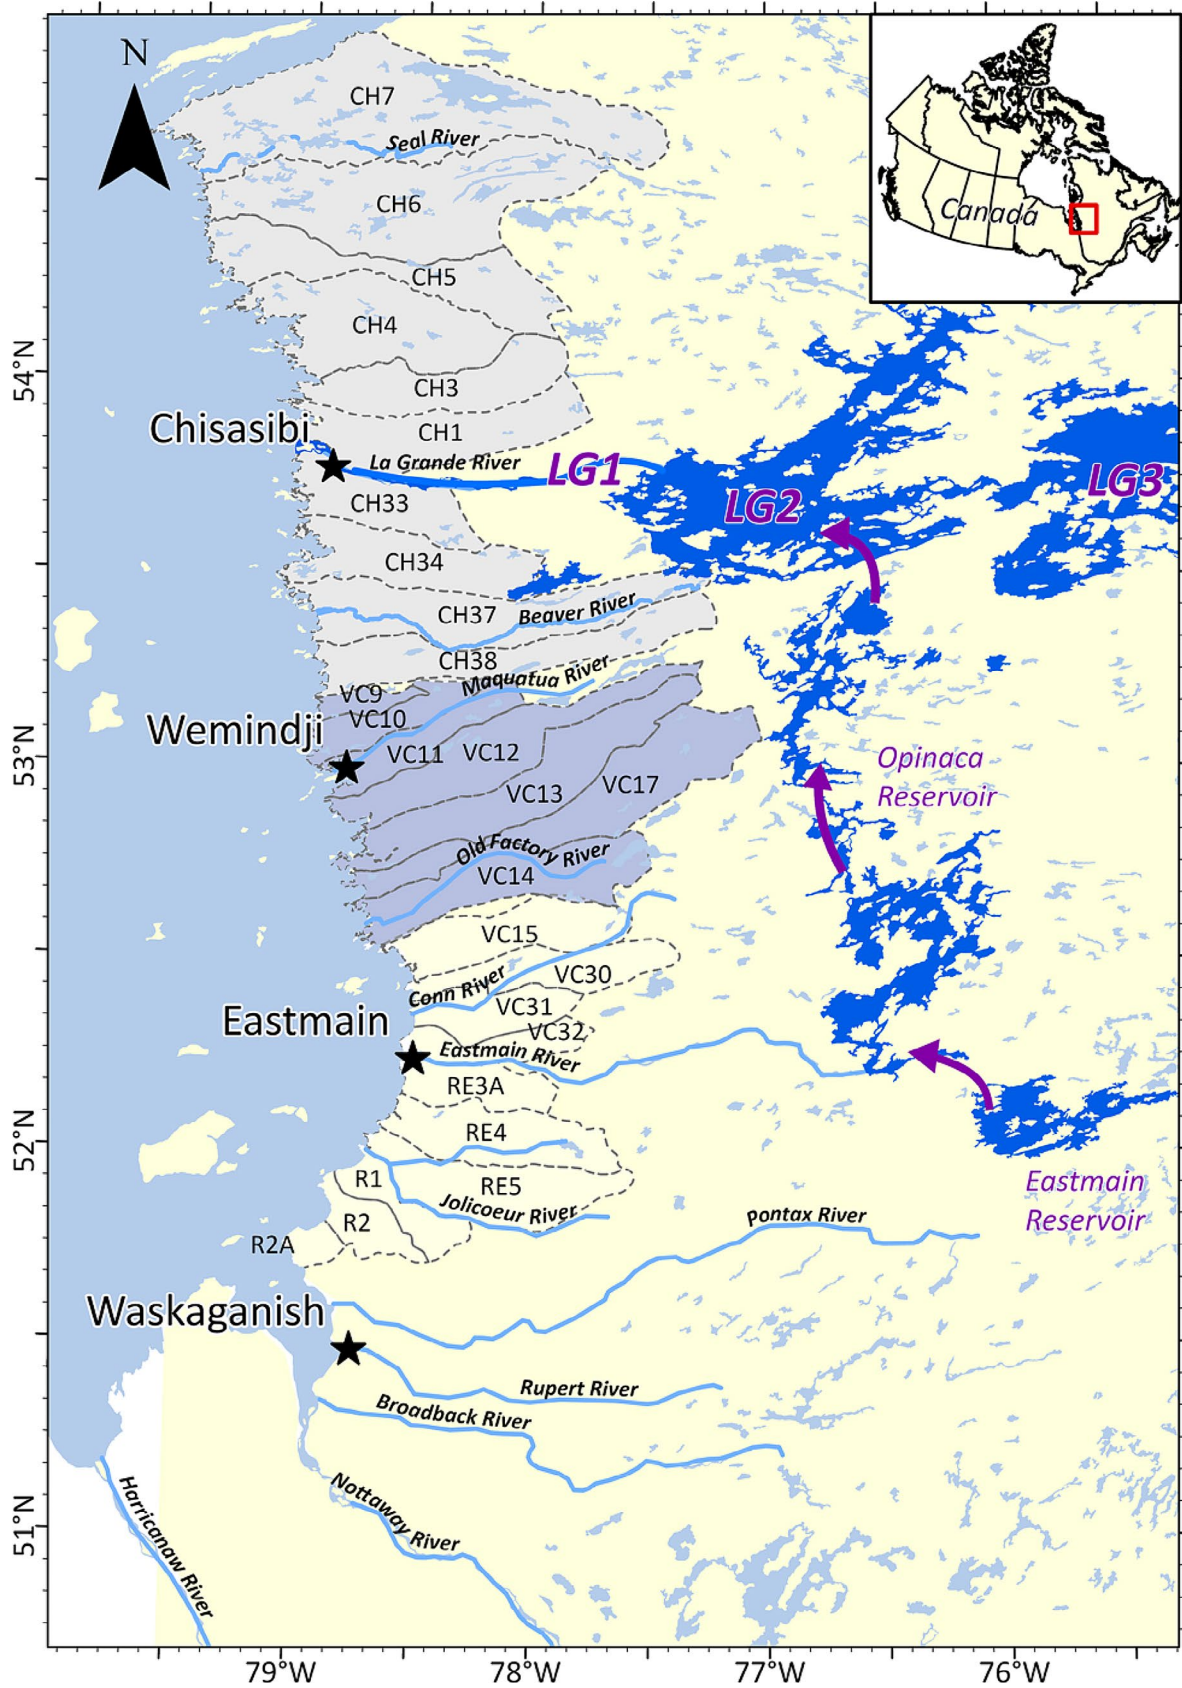 N
CH7
Seal River
CH6
Canada
CH5
CH4
54°N
CH3
Chisasibi
CH1
La Grande River
LG1
LG2
LG3
CH33
CH34
CH37
Beaver River
CH38
Maquatua River
VC9
VC10
Wemindji
53°N
VC11
VC12
VC13
VC17
Opinaca
Reservoir
Old Factory River
VC14
VC15
Conn River
VC30
VC31
VC32
Eastmain
Eastmain River
RE3A
RE4
52°N
R1
RE5
Jolicoeur River
R2
R2A
Eastmain
Reservoir
Pontax River
Waskaganish
Rupert River
Broadback River
Nottaway River
Harricanaw River
51°N
79°W
78°W
77°W
76°W